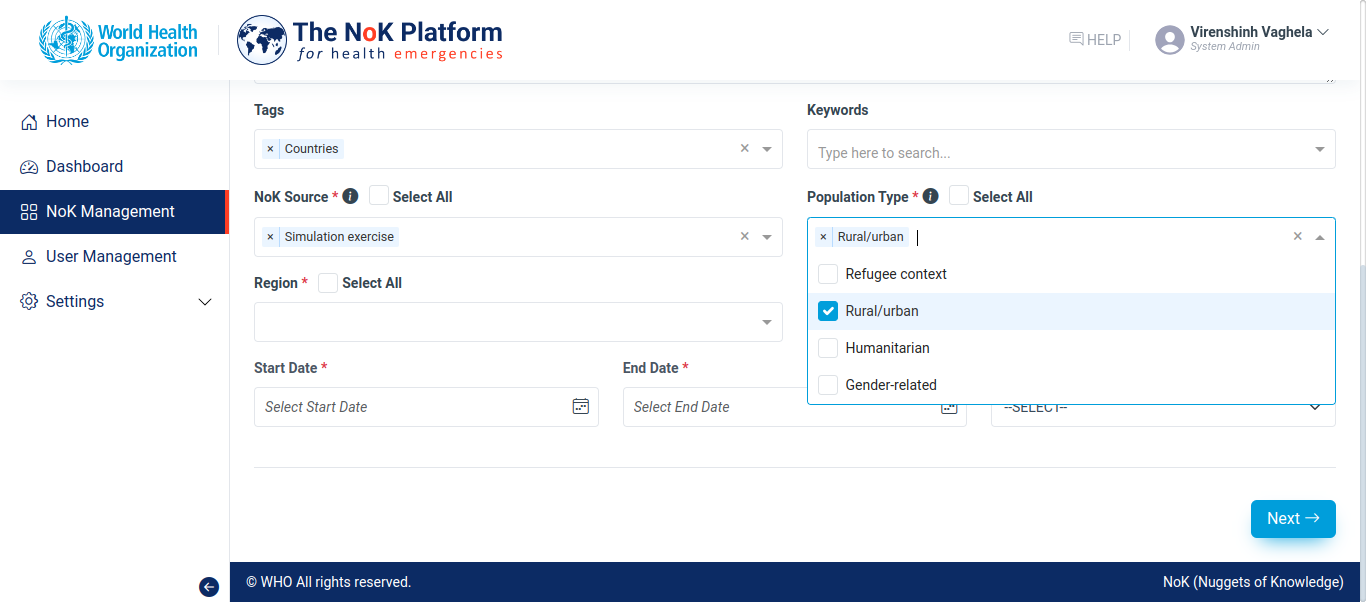 World Health
Organization
The NoK Platform
for health emergencies
HELP
Virenshinh Vaghela
System Admin
Home
Dashboard
NoK Management
User Management
Settings
Tags
Keywords
× Countries ×
Type here to search...
NoK Source * i Select All
Population Type * i Select All
× Simulation exercise ×
× Rural/urban ×
Refugee context
Rural/urban
Humanitarian
Gender-related
Region * Select All
Start Date *
End Date *
Select Start Date
Select End Date
--SELECT--
Next →
© WHO All rights reserved.
NoK (Nuggets of Knowledge)